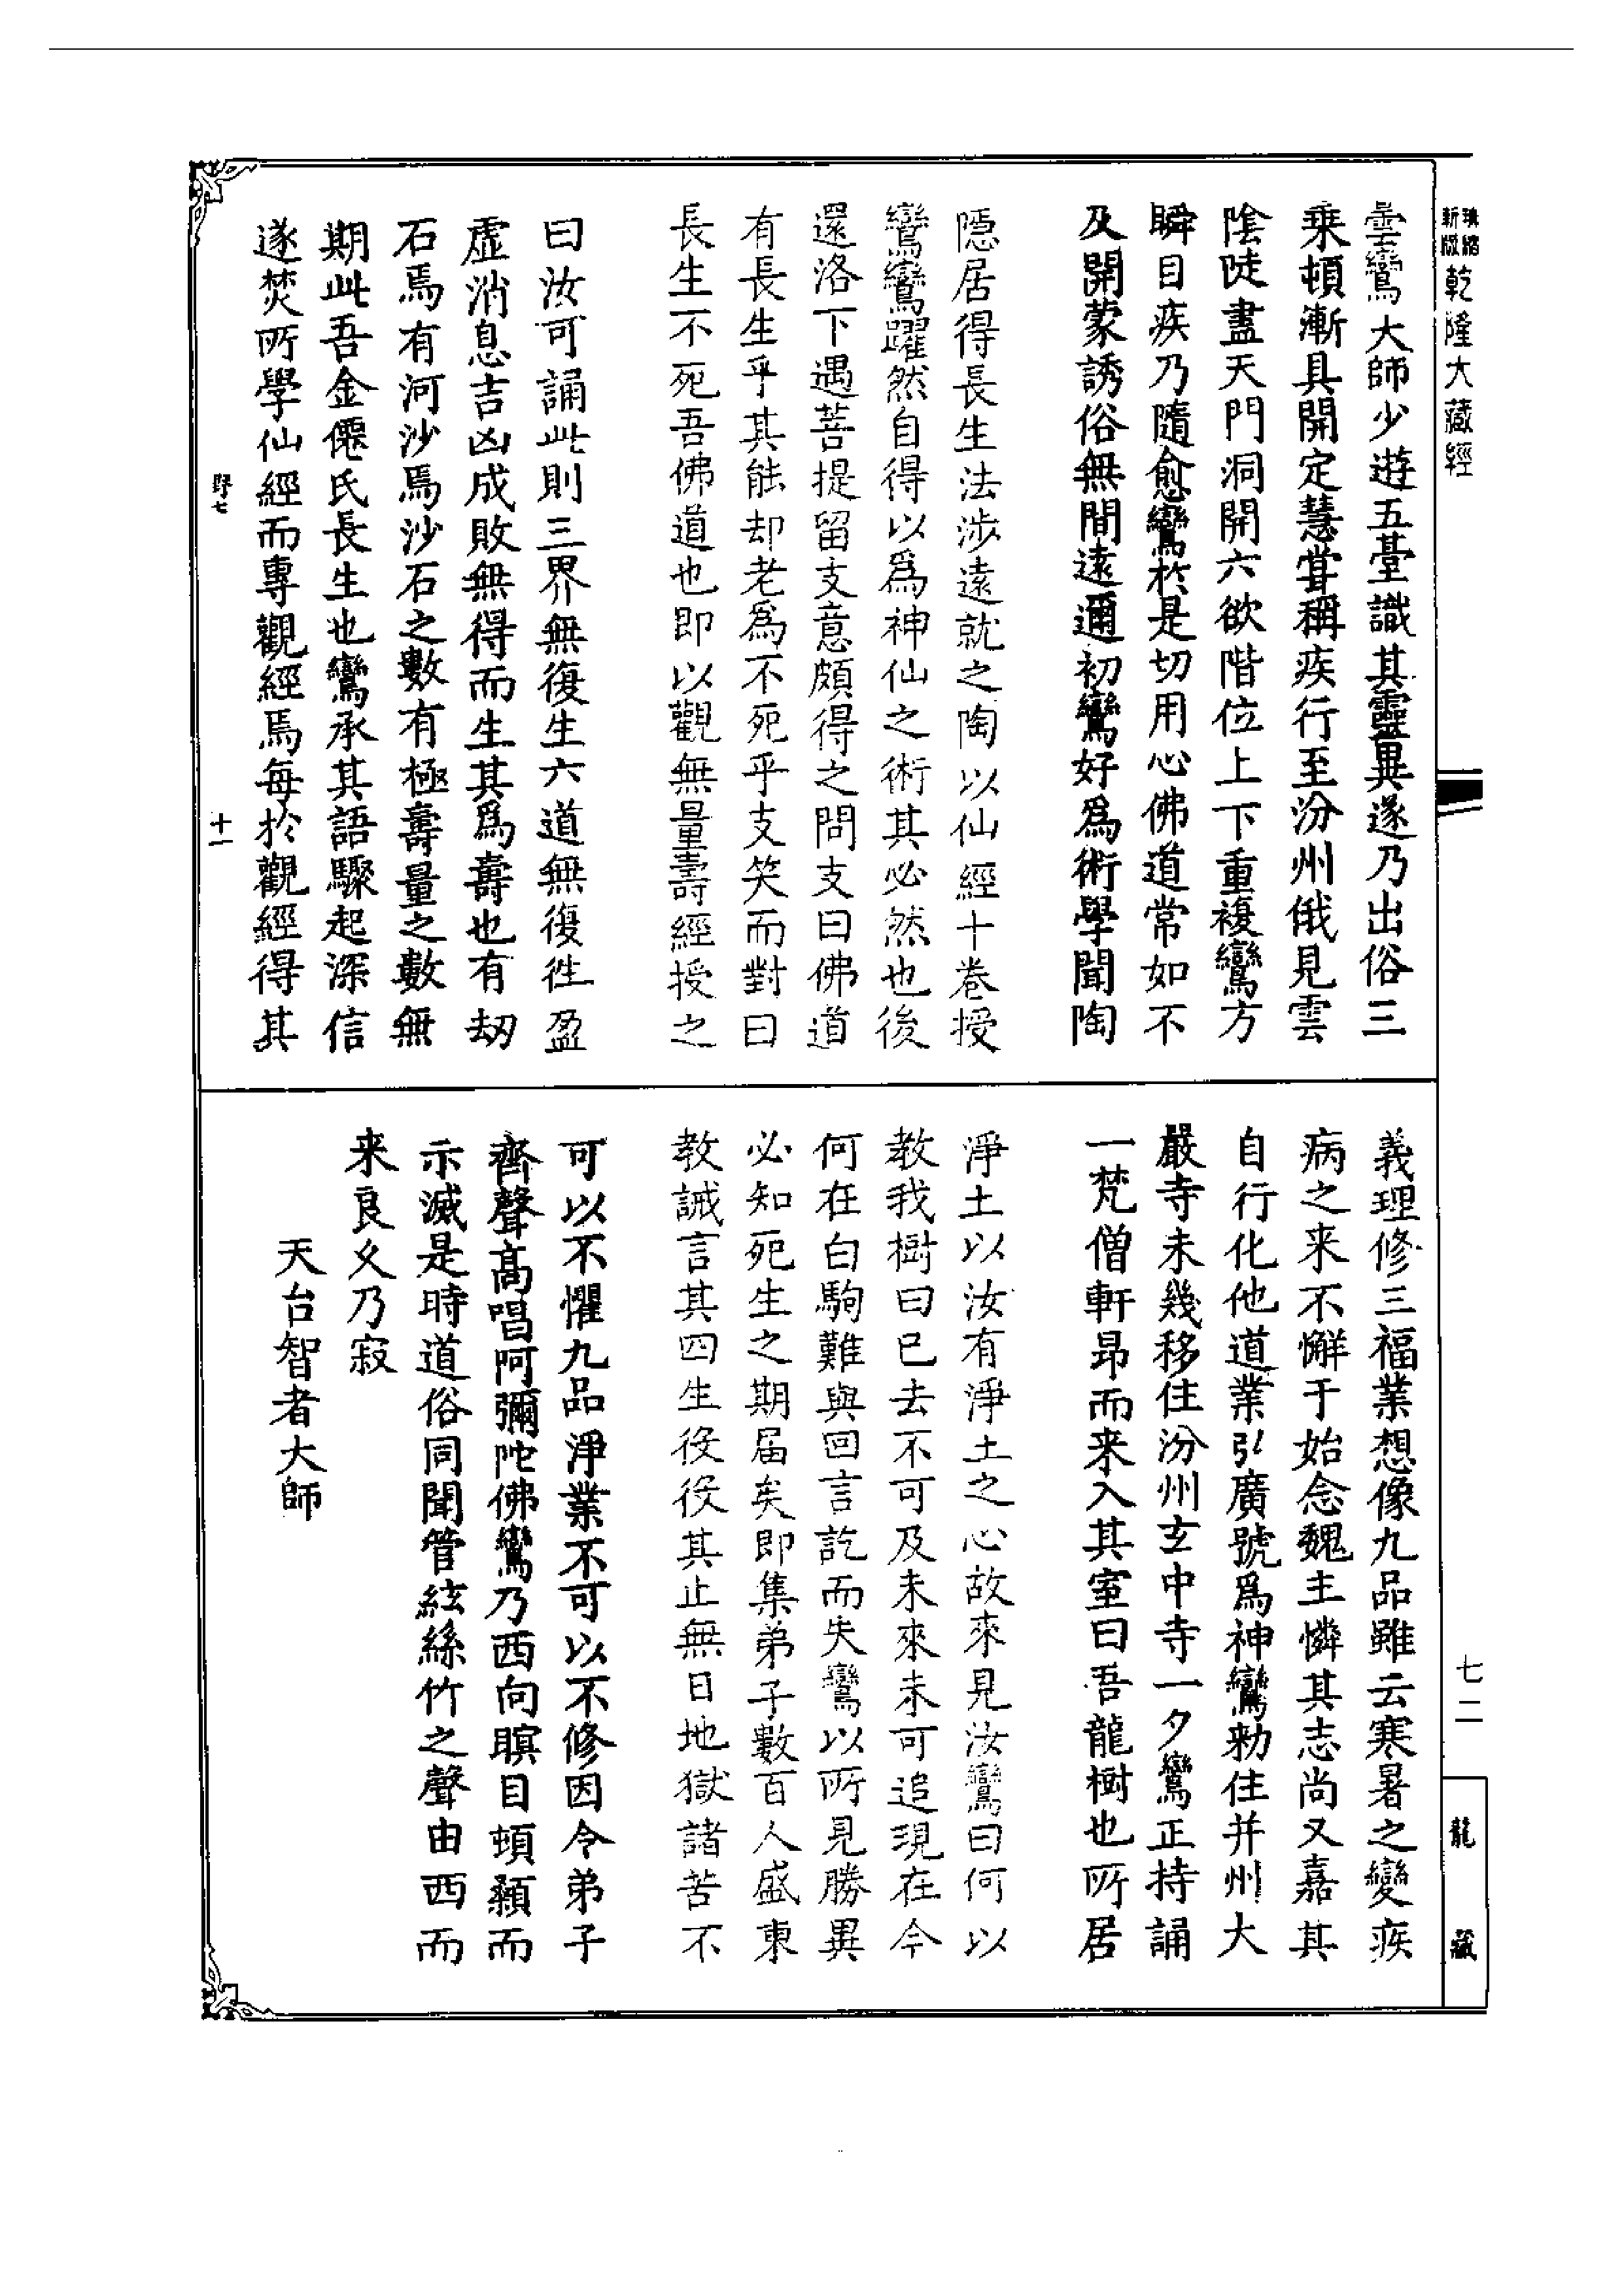 新版
乾隆大藏經
曇鸞大師少遊五臺識其靈異遂乃出俗三
乗頓漸具開定慧甞稱疾行至汾州俄見雲
陰陡盡天門洞開六欲階位上下重複鸞方
瞬目疾乃隨愈鸞於是切用心佛道常如不
及開蒙誘俗無間遠邇初鸞好爲術學聞陶
隱居得長生法涉遠就之陶以仙經十卷授
鸞鸞躍然自得以爲神仙之術其必然也後
還洛下遇菩提留支意頗得之問支曰佛道
有長生乎其能却老爲不死乎支笑而對曰
長生不死吾佛道也即以觀無量壽經授之
曰汝可誦此則三界無復生六道無復徃盈
虚消息吉凶成敗無得而生其爲壽也有劫
石焉有河沙焉沙石之數有極壽量之數無
期此吾金僊氏長生也鸞承其語驟起深信
遂焚所學仙經而專觀經焉每於觀經得其
野七
十一
義理修三福業想像九品雖云寒暑之變疾
病之来不懈于始念魏主憐其志尚又嘉其
自行化他道業弘廣號爲神鸞勑住并州大
嚴寺未幾移住汾州玄中寺一夕鸞正持誦
一梵僧軒昂而来入其室曰吾龍樹也所居
淨土以汝有淨土之心故來見汝鸞曰何以
教我樹曰已去不可及未來未可追現在今
何在白駒難與回言訖而失鸞以所見勝異
必知死生之期届矣即集弟子數百人盛東
教誡言其四生役役其止無日地獄諸苦不
可以不懼九品淨業不可以不修因令弟子
齊聲高唱阿彌陀佛鸞乃西向瞑目頓顙而
示滅是時道俗同聞管絃絲竹之聲由西而
来良久乃寂
天台智者大師
七二
龍藏